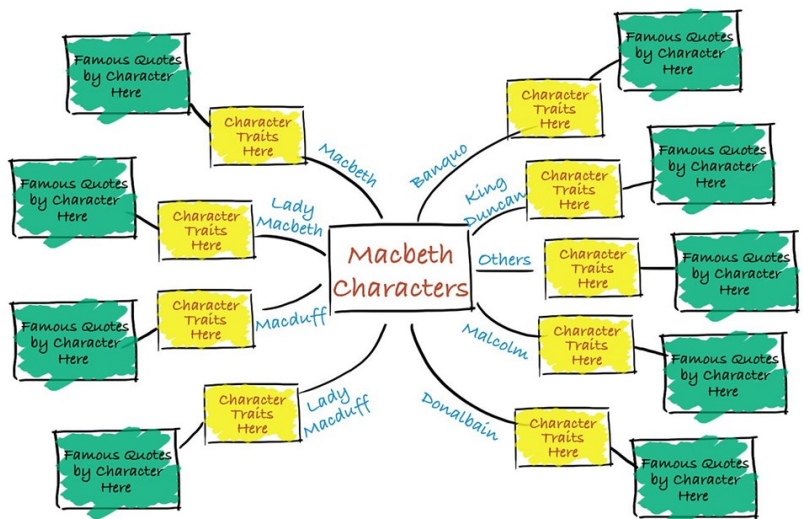 Macbeth
Characters
Macbeth
Character
Traits
Here
Famous Quotes
by Character
Here
Lady
Macbeth
Character
Traits
Here
Famous Quotes
by Character
Here
Macduff
Character
Traits
Here
Famous Quotes
by Character
Here
Lady
Macduff
Character
Traits
Here
Famous Quotes
by Character
Here
Banquo
Character
Traits
Here
Famous Quotes
by Character
Here
King
Duncan
Character
Traits
Here
Famous Quotes
by Character
Here
Others
Character
Traits
Here
Famous Quotes
by Character
Here
Malcolm
Character
Traits
Here
Famous Quotes
by Character
Here
Donalbain
Character
Traits
Here
Famous Quotes
by Character
Here